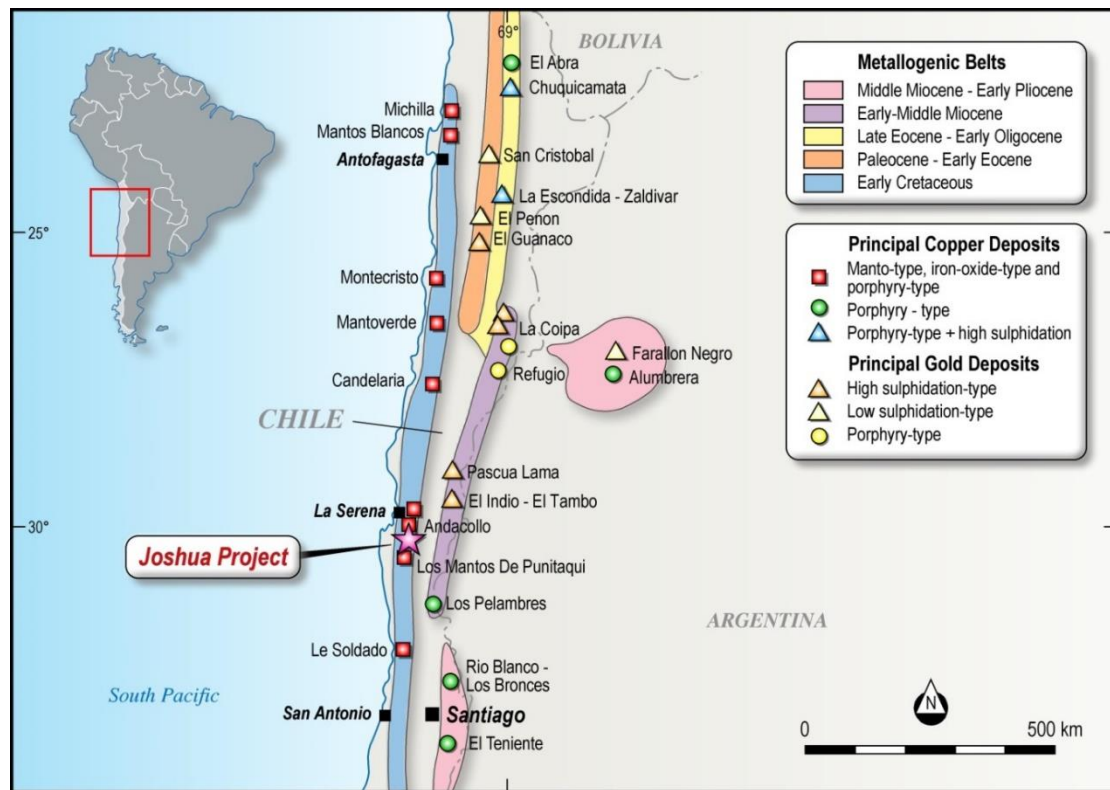 69°
BOLIVIA
El Abra
Chuquicamata
Michilla
Mantos Blancos
Antofagasta
San Cristobal
La Escondida - Zaldivar
El Penon
El Guanaco
25°
Montecristo
Mantoverde
La Coipa
Farallon Negro
Alumbrera
Refugio
Candelaria
CHILE
Pascua Lama
El Indio - El Tambo
La Serena
30°
Andacollo
Joshua Project
Los Mantos De Punitaqui
Los Pelambres
ARGENTINA
Le Soldado
Rio Blanco -
Los Bronces
South Pacific
San Antonio
Santiago
El Teniente
Metallogenic Belts
Middle Miocene - Early Pliocene
Early-Middle Miocene
Late Eocene - Early Oligocene
Paleocene - Early Eocene
Early Cretaceous
Principal Copper Deposits
Manto-type, iron-oxide-type and
porphyry-type
Porphyry - type
Porphyry-type + high sulphidation
Principal Gold Deposits
High sulphidation-type
Low sulphidation-type
Porphyry-type
N
0
500 km